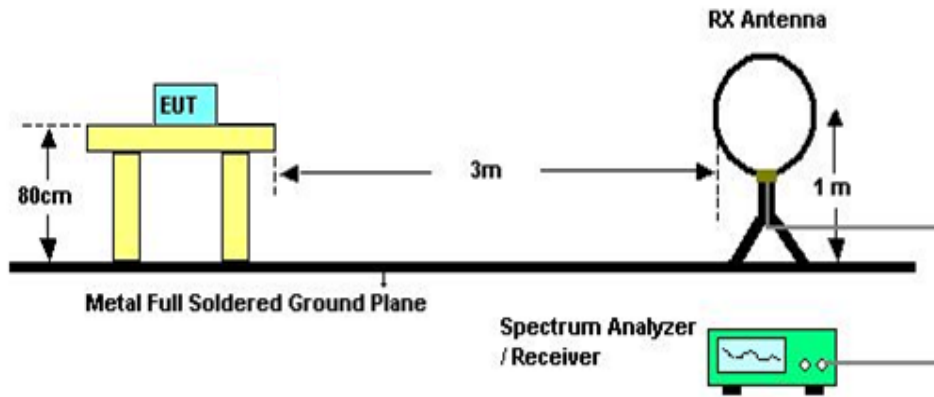 RX Antenna
EUT
3m
80cm
1 m
Metal Full Soldered Ground Plane
Spectrum Analyzer
/ Receiver